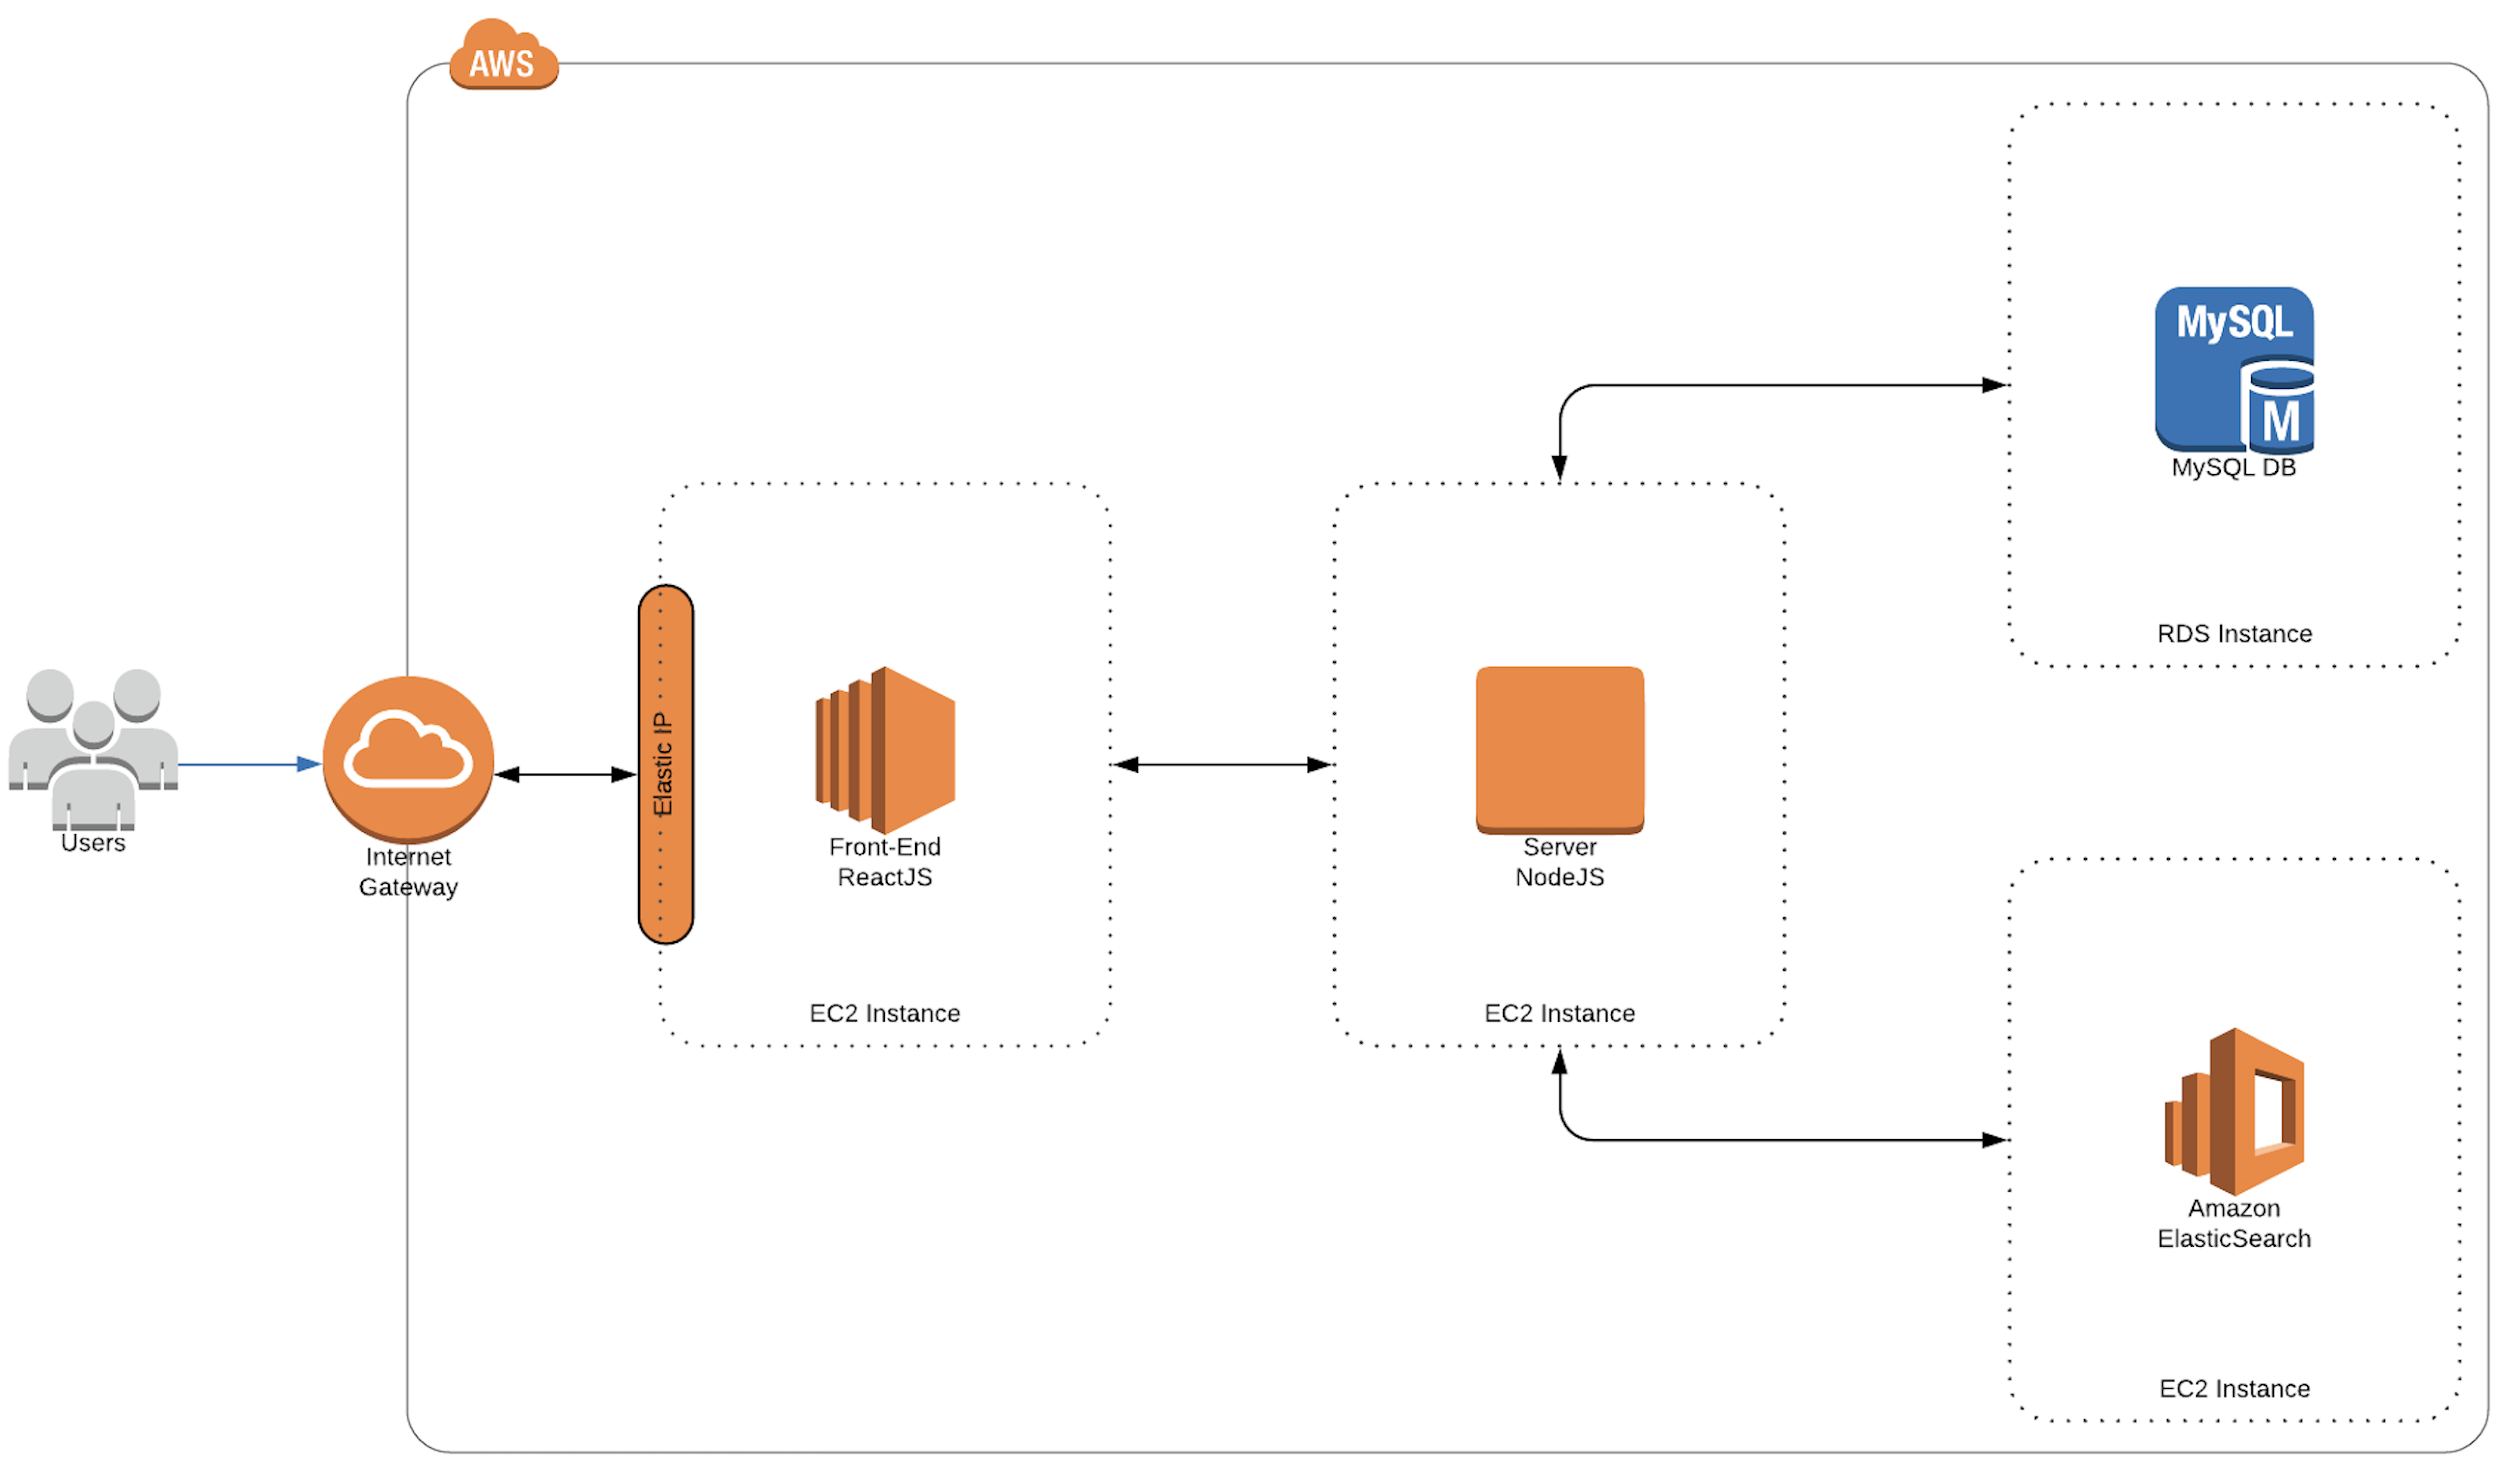 AWS
MySQL
M
MySQL DB
RDS Instance
Elastic IP
Users
Internet
Gateway
Front-End
ReactJS
EC2 Instance
Server
NodeJS
EC2 Instance
Amazon
ElasticSearch
EC2 Instance